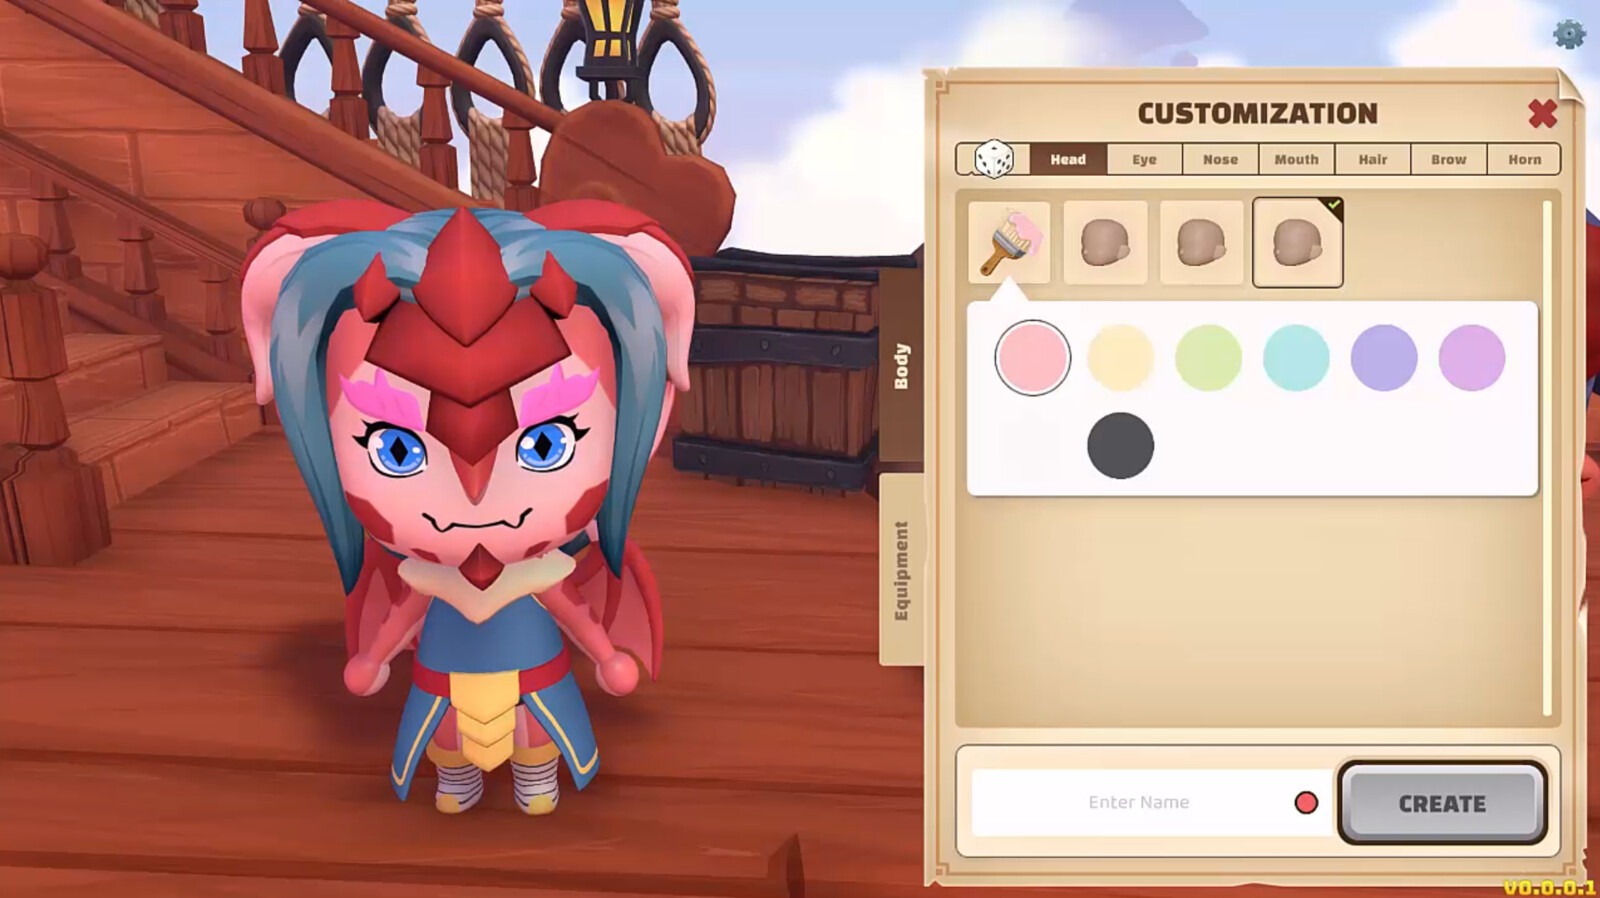 CUSTOMIZATION
Head
Eye
Nose
Mouth
Hair
Brow
Horn
Body
Equipment
Enter Name
CREATE
v0.0.0.1